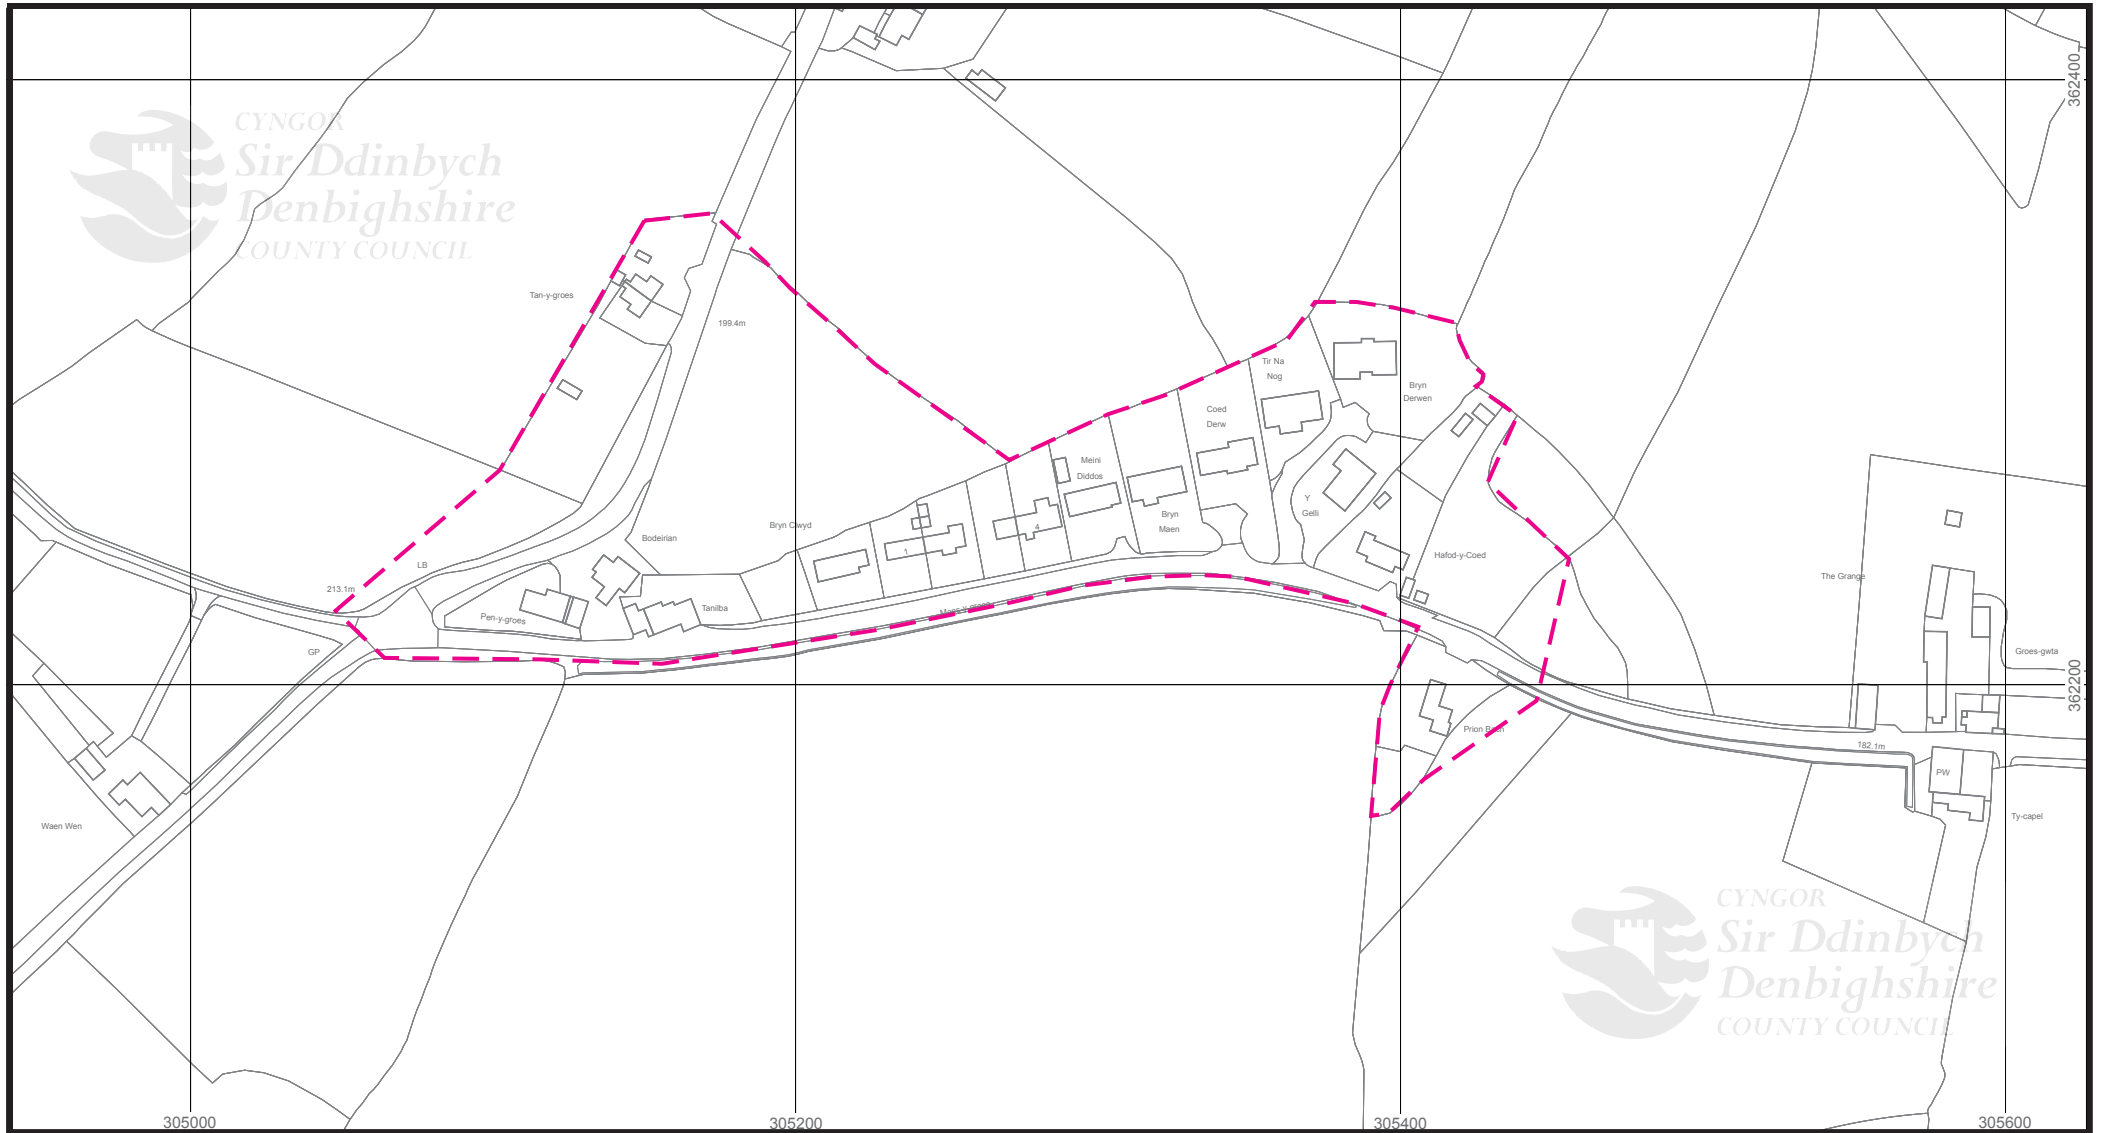 CYNGOR
Sir Ddinbych
Denbighshire
COUNTY COUNCIL
362400
Tan-y-groes
199.4m
Tir Na
Nog
Bryn
Derwen
Coed
Derw
Meini
Diddos
Y
Gelli
Bryn
Maen
Bryn Clwyd
4
1
Bodeirian
Hafod-y-Coed
LB
213.1m
The Grange
Tanilba
Maes-y-groes
Pen-y-groes
GP
Groes-gwta
362200
Prion Bach
182.1m
PW
Waen Wen
Ty-capel
CYNGOR
Sir Ddinbych
Denbighshire
COUNTY COUNCIL
305000
305200
305400
305600